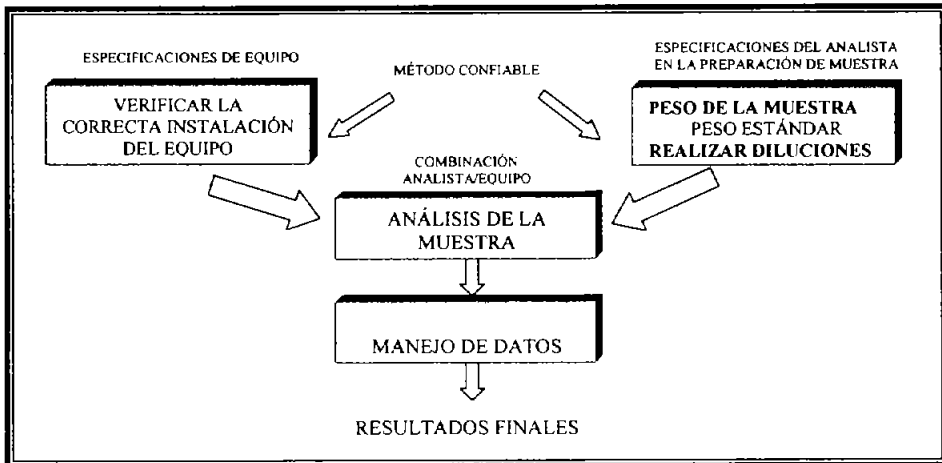 ESPECIFICACIONES DE EQUIPO
VERIFICAR LA
CORRECTA INSTALACIÓN
DEL EQUIPO
MÉTODO CONFIABLE
ESPECIFICACIONES DEL ANALISTA
EN LA PREPARACIÓN DE MUESTRA
PESO DE LA MUESTRA
PESO ESTÁNDAR
REALIZAR DILUCIONES
COMBINACIÓN
ANALISTA/EQUIPO
ANÁLISIS DE LA
MUESTRA
MANEJO DE DATOS
RESULTADOS FINALES